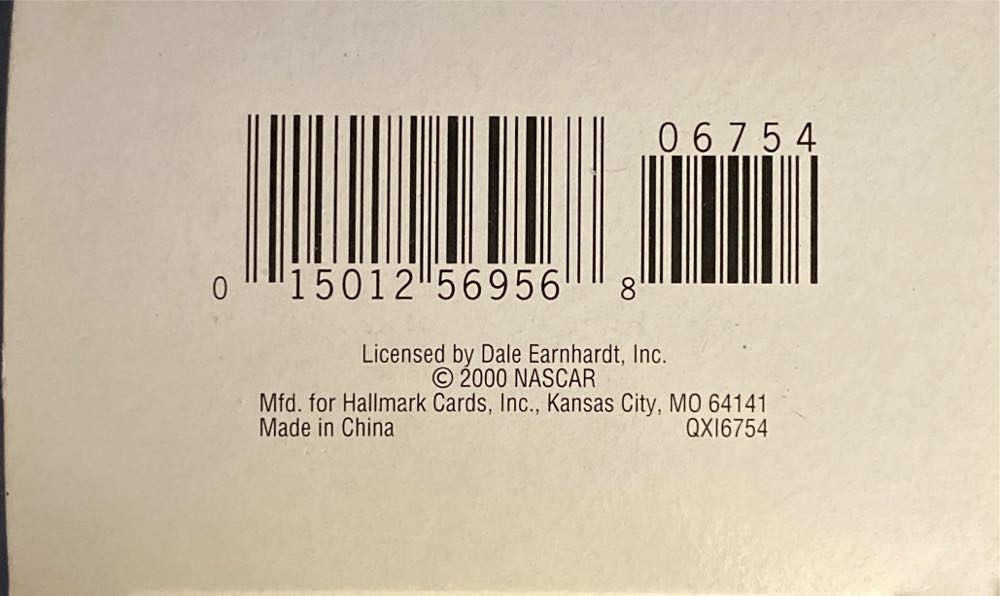 06754
0 15012 56956 8
Licensed by Dale Earnhardt, Inc.
© 2000 NASCAR
Mfd. for Hallmark Cards, Inc., Kansas City, MO 64141
Made in China QXI6754